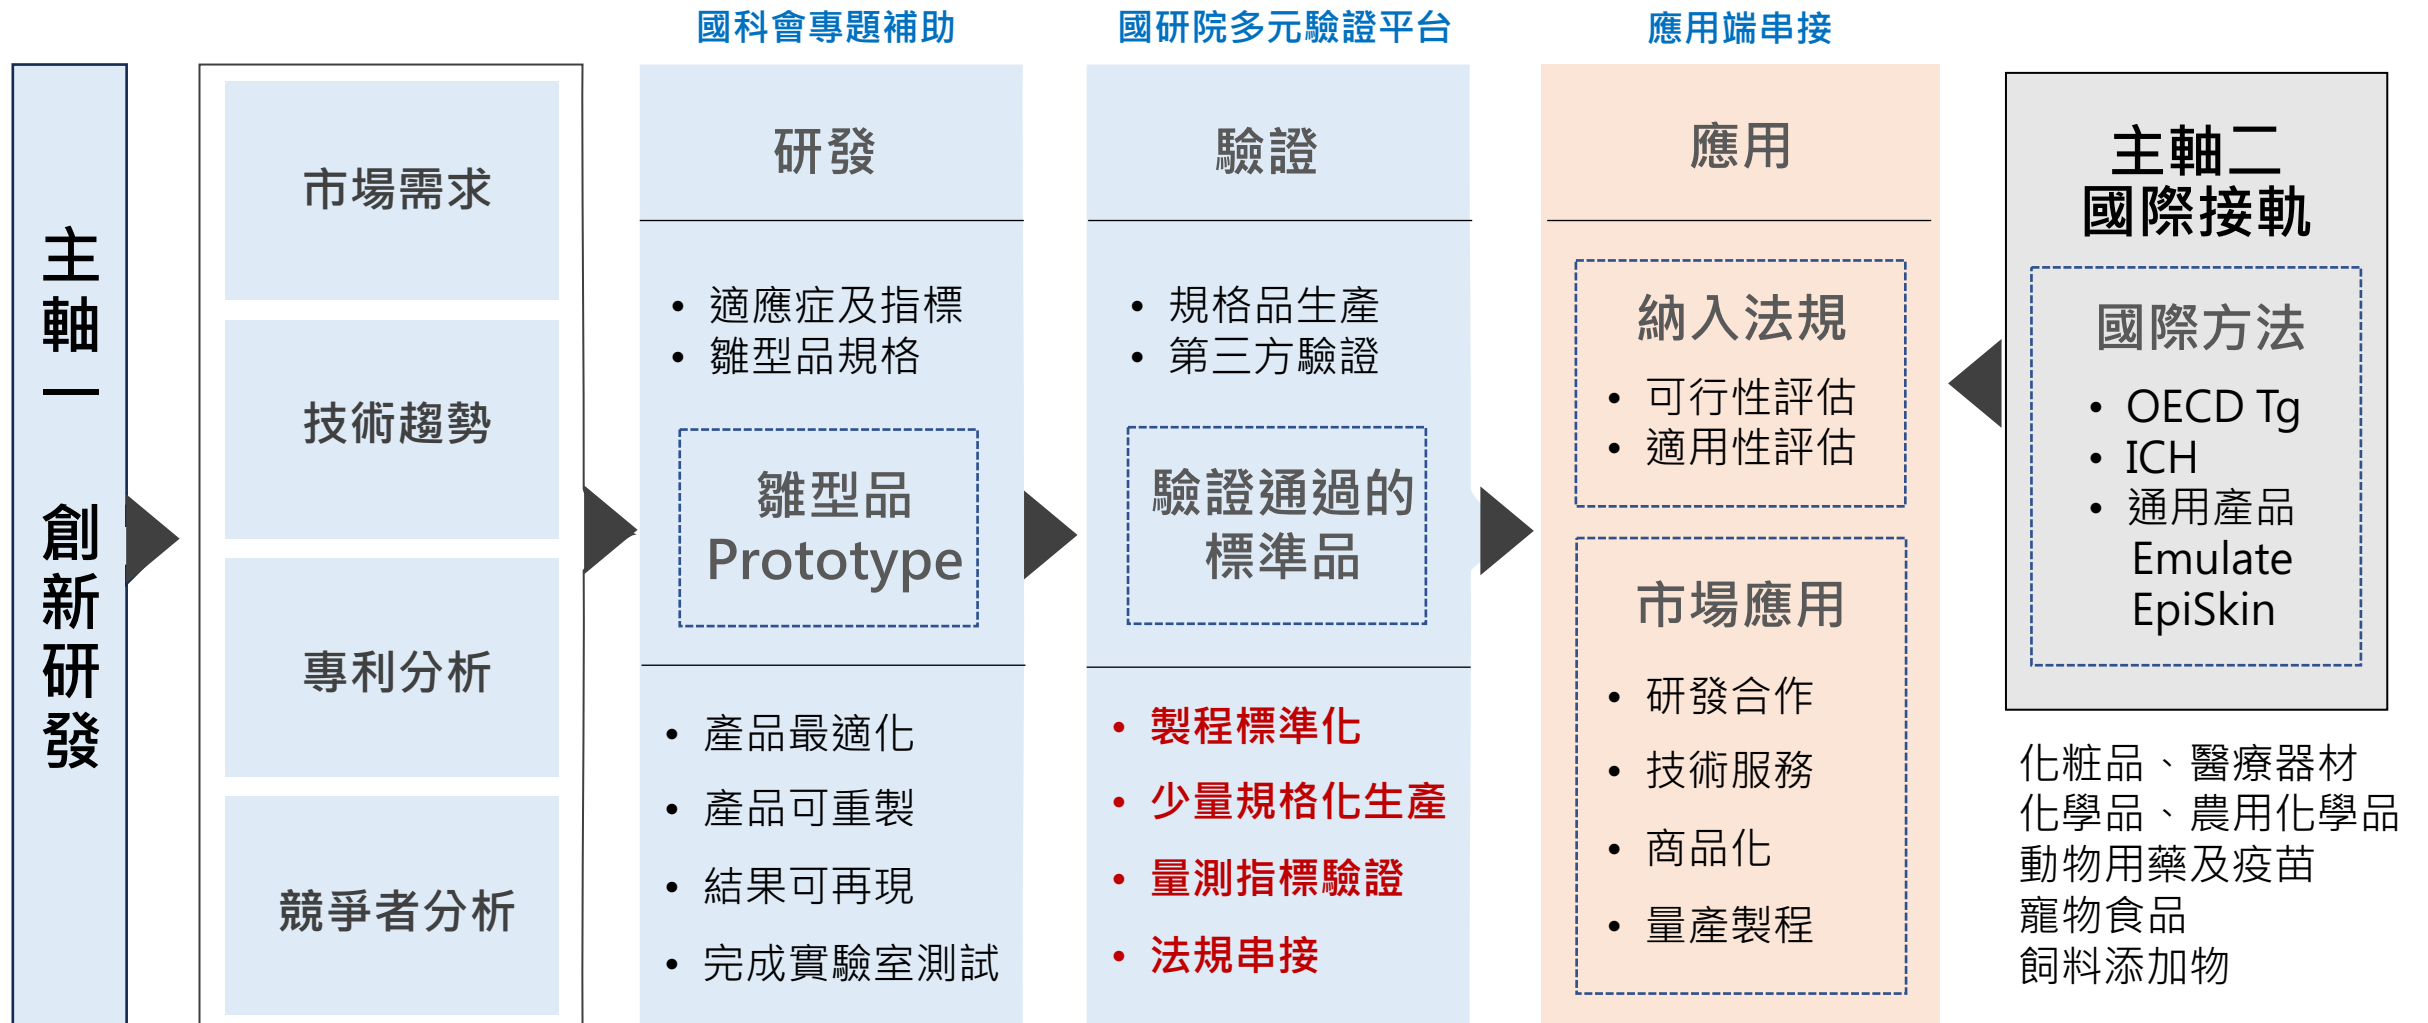 國科會專題補助
國研院多元驗證平台
應用端串接
主軸一 創新研發
市場需求
技術趨勢
專利分析
競爭者分析
研發
• 適應症及指標
• 雛型品規格
雛型品
Prototype
• 產品最適化
• 產品可重製
• 結果可再現
• 完成實驗室測試
驗證
• 規格品生產
• 第三方驗證
驗證通過的
標準品
• 製程標準化
• 少量規格化生產
• 量測指標驗證
• 法規串接
應用
納入法規
• 可行性評估
• 適用性評估
市場應用
• 研發合作
• 技術服務
• 商品化
• 量產製程
主軸二
國際接軌
國際方法
• OECD Tg
• ICH
• 通用產品
Emulate
EpiSkin
化粧品、醫療器材
化學品、農用化學品
動物用藥及疫苗
寵物食品
飼料添加物